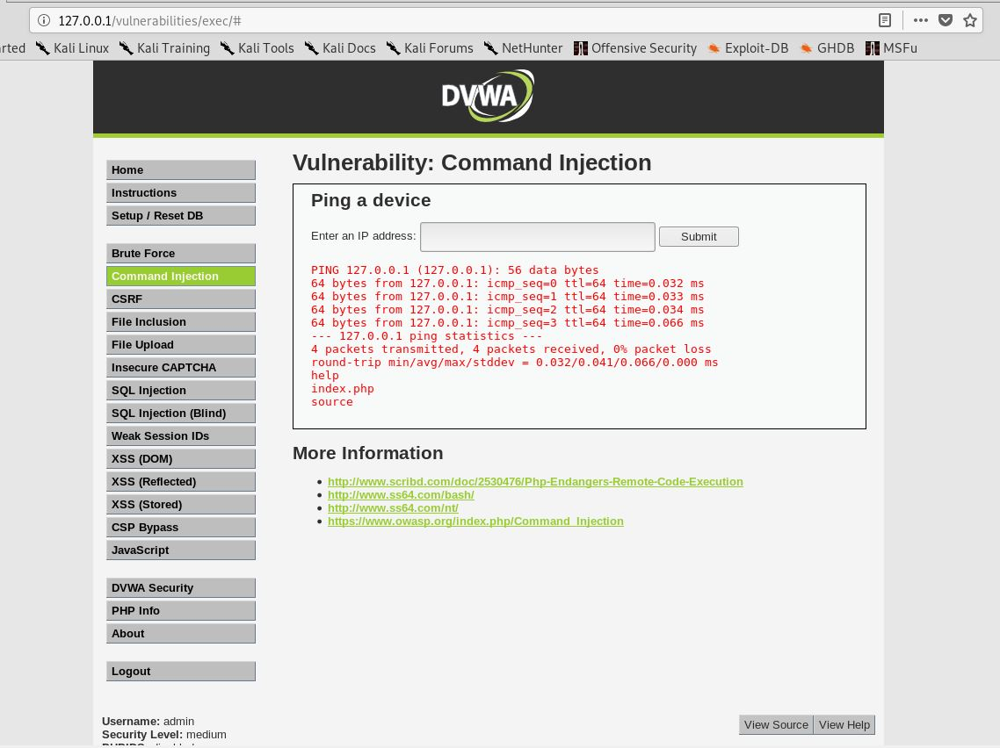 127.0.0.1/vulnerabilities/exec/#
rted Kali Linux Kali Training Kali Tools Kali Docs Kali Forums NetHunter Offensive Security Exploit-DB GHDB MSFu
DVWA
Home
Instructions
Setup / Reset DB
Brute Force
Command Injection
CSRF
File Inclusion
File Upload
Insecure CAPTCHA
SQL Injection
SQL Injection (Blind)
Weak Session IDs
XSS (DOM)
XSS (Reflected)
XSS (Stored)
CSP Bypass
JavaScript
DVWA Security
PHP Info
About
Logout
Vulnerability: Command Injection
Ping a device
Enter an IP address: Submit
PING 127.0.0.1 (127.0.0.1): 56 data bytes
64 bytes from 127.0.0.1: icmp_seq=0 ttl=64 time=0.032 ms
64 bytes from 127.0.0.1: icmp_seq=1 ttl=64 time=0.033 ms
64 bytes from 127.0.0.1: icmp_seq=2 ttl=64 time=0.034 ms
64 bytes from 127.0.0.1: icmp_seq=3 ttl=64 time=0.066 ms
--- 127.0.0.1 ping statistics ---
4 packets transmitted, 4 packets received, 0% packet loss
round-trip min/avg/max/stddev = 0.032/0.041/0.066/0.000 ms
help
index.php
source
More Information
http://www.scribd.com/doc/2530476/Php-Endangers-Remote-Code-Execution
http://www.ss64.com/bash/
http://www.ss64.com/nt/
https://www.owasp.org/index.php/Command_Injection
Username: admin
Security Level: medium
View Source View Help